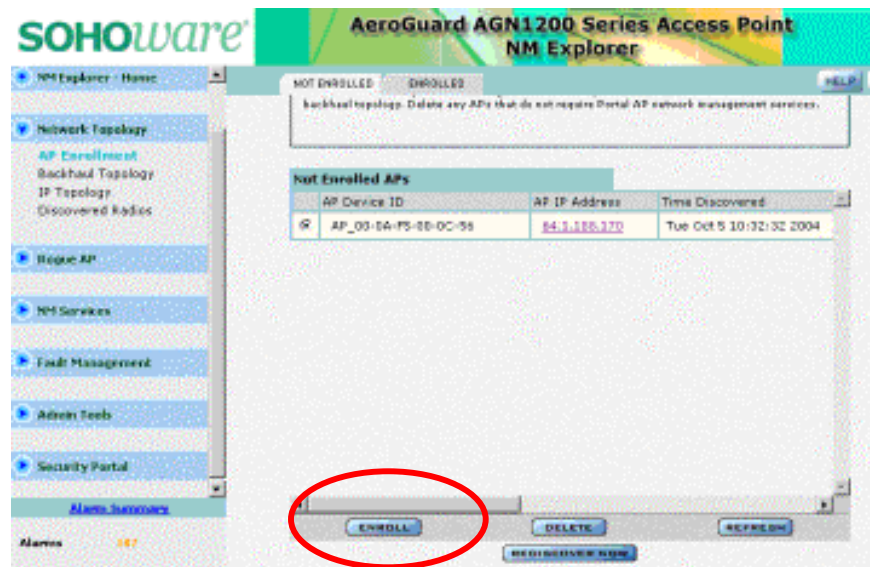 SOHOware
AeroGuard AGN1200 Series Access Point
NM Explorer
NM Explorer - Home
NOT ENROLLED
ENROLLED
HELP
backhaul topology. Delete any APs that do not require Portal AP network management services.
Network Topology
AP Enrollment
Backhaul Topology
IP Topology
Discovered Radios
Not Enrolled APs
AP Device ID
AP IP Address
Time Discovered
Tue Oct 5 10:32:32 2004
Rogue AP
NM Services
Fault Management
Admin Tools
Security Portal
Alarm Summary
Alarms
ENROLL
DELETE
REFRESH
REDISCOVER NOW